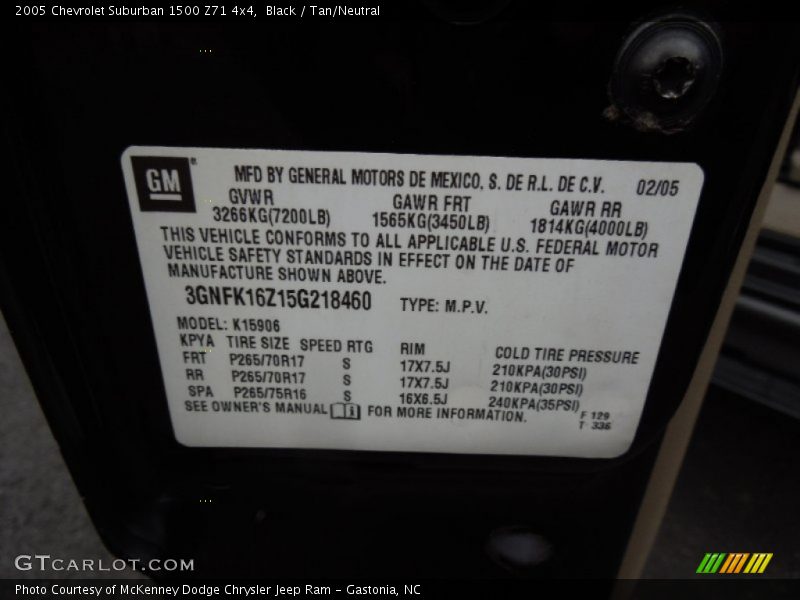 2005 Chevrolet Suburban 1500 Z71 4x4, Black / Tan/Neutral
GM
MFD BY GENERAL MOTORS DE MEXICO, S. DE R.L. DE C.V. 02/05
GVWR GAWR FRT GAWR RR
3266KG(7200LB) 1565KG(3450LB) 1814KG(4000LB)
THIS VEHICLE CONFORMS TO ALL APPLICABLE U.S. FEDERAL MOTOR
VEHICLE SAFETY STANDARDS IN EFFECT ON THE DATE OF
MANUFACTURE SHOWN ABOVE.
3GNFK16Z15G218460 TYPE: M.P.V.
MODEL: K15906
KPYA TIRE SIZE SPEED RTG RIM COLD TIRE PRESSURE
FRT P265/70R17 S 17X7.5J 210KPA(30PSI)
RR P265/70R17 S 17X7.5J 210KPA(30PSI)
SPA P265/75R16 S 16X6.5J 240KPA(35PSI)
SEE OWNER'S MANUAL FOR MORE INFORMATION.
F 129
T 336
GTCARLOT.COM
Photo Courtesy of McKenney Dodge Chrysler Jeep Ram - Gastonia, NC